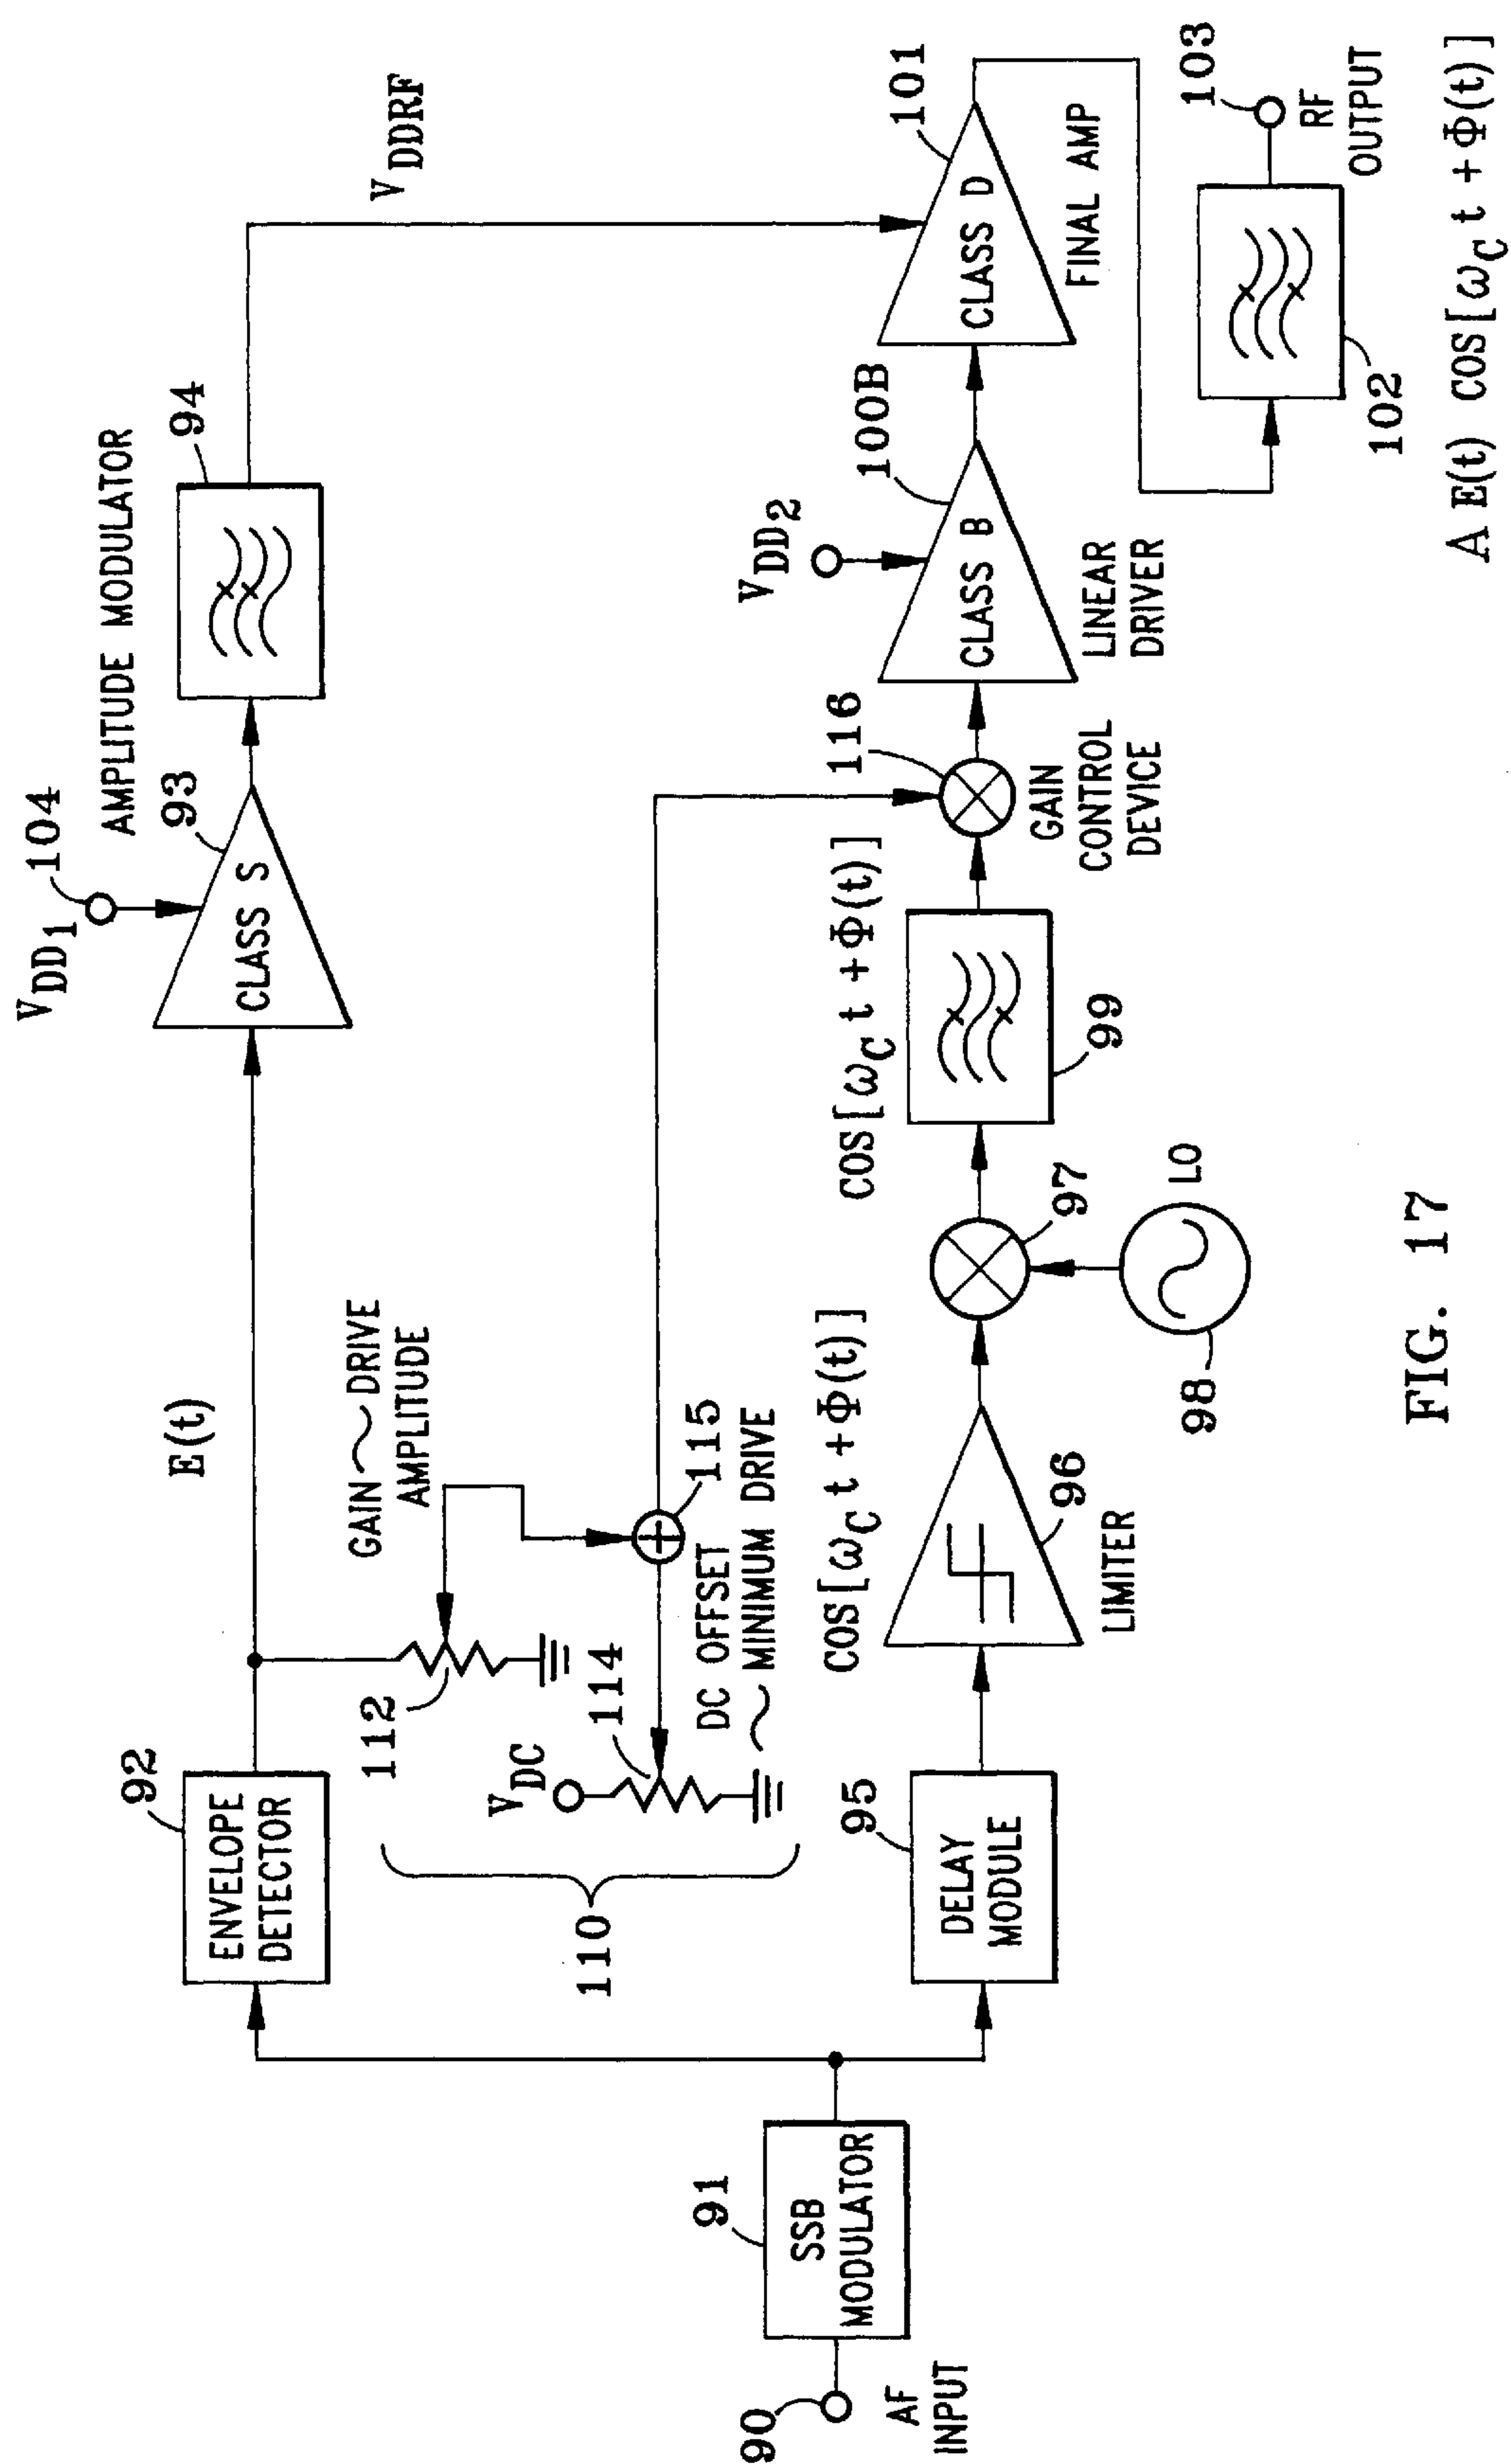 V_DD1
104
AMPLITUDE MODULATOR
93
CLASS S
94
V_DDRF
E(t)
92
ENVELOPE
DETECTOR
GAIN ~ DRIVE
AMPLITUDE
112
115
V_DC
114
DC OFFSET
~ MINIMUM DRIVE
110
91
SSB
MODULATOR
90
AF
INPUT
95
DELAY
MODULE
COS[ω_C t + Φ(t)]
96
LIMITER
97
98
LO
COS[ω_C t + Φ(t)]
99
116
GAIN
CONTROL
DEVICE
V_DD2
100B
CLASS B
LINEAR
DRIVER
101
CLASS D
FINAL AMP
102
103
RF
OUTPUT
A E(t) COS[ω_C t + Φ(t)]
FIG. 17